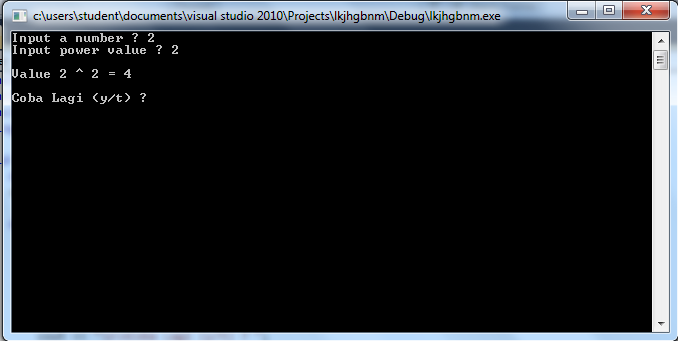 c:\users\student\documents\visual studio 2010\Projects\lkjhgbnm\Debug\lkjhgbnm.exe
Input a number ? 2
Input power value ? 2
Value 2 ^ 2 = 4
Coba Lagi (y/t) ?